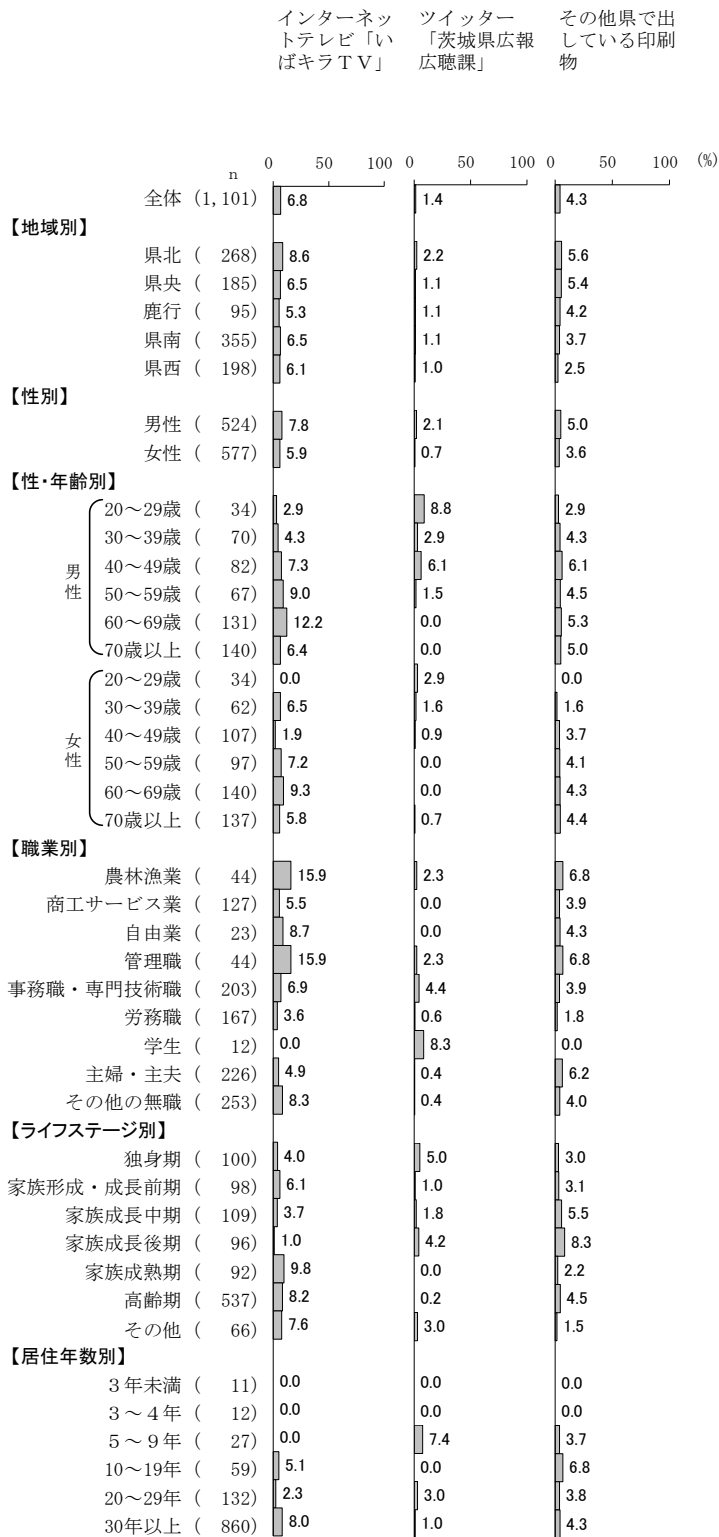 インターネッ
トテレビ「い
ばキラＴＶ」
ツイッター
「茨城県広報
広聴課」
その他県で出
している印刷
物
n 0 50 100 0 50 100 0 50 100 (%)
全体 (1,101) 6.8 1.4 4.3
【地域別】
県北 ( 268) 8.6 2.2 5.6
県央 ( 185) 6.5 1.1 5.4
鹿行 ( 95) 5.3 1.1 4.2
県南 ( 355) 6.5 1.1 3.7
県西 ( 198) 6.1 1.0 2.5
【性別】
男性 ( 524) 7.8 2.1 5.0
女性 ( 577) 5.9 0.7 3.6
【性・年齢別】
男性
20～29歳 ( 34) 2.9 8.8 2.9
30～39歳 ( 70) 4.3 2.9 4.3
40～49歳 ( 82) 7.3 6.1 6.1
50～59歳 ( 67) 9.0 1.5 4.5
60～69歳 ( 131) 12.2 0.0 5.3
70歳以上 ( 140) 6.4 0.0 5.0
女性
20～29歳 ( 34) 0.0 2.9 0.0
30～39歳 ( 62) 6.5 1.6 1.6
40～49歳 ( 107) 1.9 0.9 3.7
50～59歳 ( 97) 7.2 0.0 4.1
60～69歳 ( 140) 9.3 0.0 4.3
70歳以上 ( 137) 5.8 0.7 4.4
【職業別】
農林漁業 ( 44) 15.9 2.3 6.8
商工サービス業 ( 127) 5.5 0.0 3.9
自由業 ( 23) 8.7 0.0 4.3
管理職 ( 44) 15.9 2.3 6.8
事務職・専門技術職 ( 203) 6.9 4.4 3.9
労務職 ( 167) 3.6 0.6 1.8
学生 ( 12) 0.0 8.3 0.0
主婦・主夫 ( 226) 4.9 0.4 6.2
その他の無職 ( 253) 8.3 0.4 4.0
【ライフステージ別】
独身期 ( 100) 4.0 5.0 3.0
家族形成・成長前期 ( 98) 6.1 1.0 3.1
家族成長中期 ( 109) 3.7 1.8 5.5
家族成長後期 ( 96) 1.0 4.2 8.3
家族成熟期 ( 92) 9.8 0.0 2.2
高齢期 ( 537) 8.2 0.2 4.5
その他 ( 66) 7.6 3.0 1.5
【居住年数別】
３年未満 ( 11) 0.0 0.0 0.0
３～４年 ( 12) 0.0 0.0 0.0
５～９年 ( 27) 0.0 7.4 3.7
10～19年 ( 59) 5.1 0.0 6.8
20～29年 ( 132) 2.3 3.0 3.8
30年以上 ( 860) 8.0 1.0 4.3